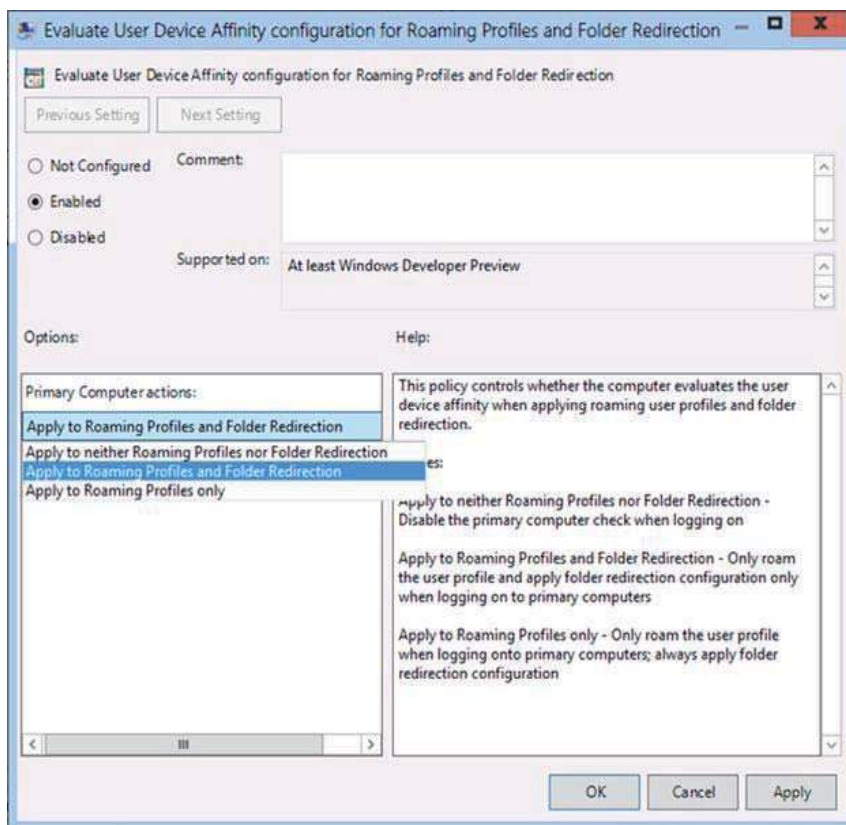 Evaluate User Device Affinity configuration for Roaming Profiles and Folder Redirection
Evaluate User Device Affinity configuration for Roaming Profiles and Folder Redirection
Previous Setting
Next Setting
Not Configured
Comment:
Enabled
Disabled
Supported on:
At least Windows Developer Preview
Options:
Help:
Primary Computer actions:
Apply to Roaming Profiles and Folder Redirection
Apply to neither Roaming Profiles nor Folder Redirection
Apply to Roaming Profiles and Folder Redirection
Apply to Roaming Profiles only
This policy controls whether the computer evaluates the user
device affinity when applying roaming user profiles and folder
redirection.
es:
Apply to neither Roaming Profiles nor Folder Redirection -
Disable the primary computer check when logging on
Apply to Roaming Profiles and Folder Redirection - Only roam
the user profile and apply folder redirection configuration only
when logging on to primary computers
Apply to Roaming Profiles only - Only roam the user profile
when logging onto primary computers; always apply folder
redirection configuration
OK
Cancel
Apply